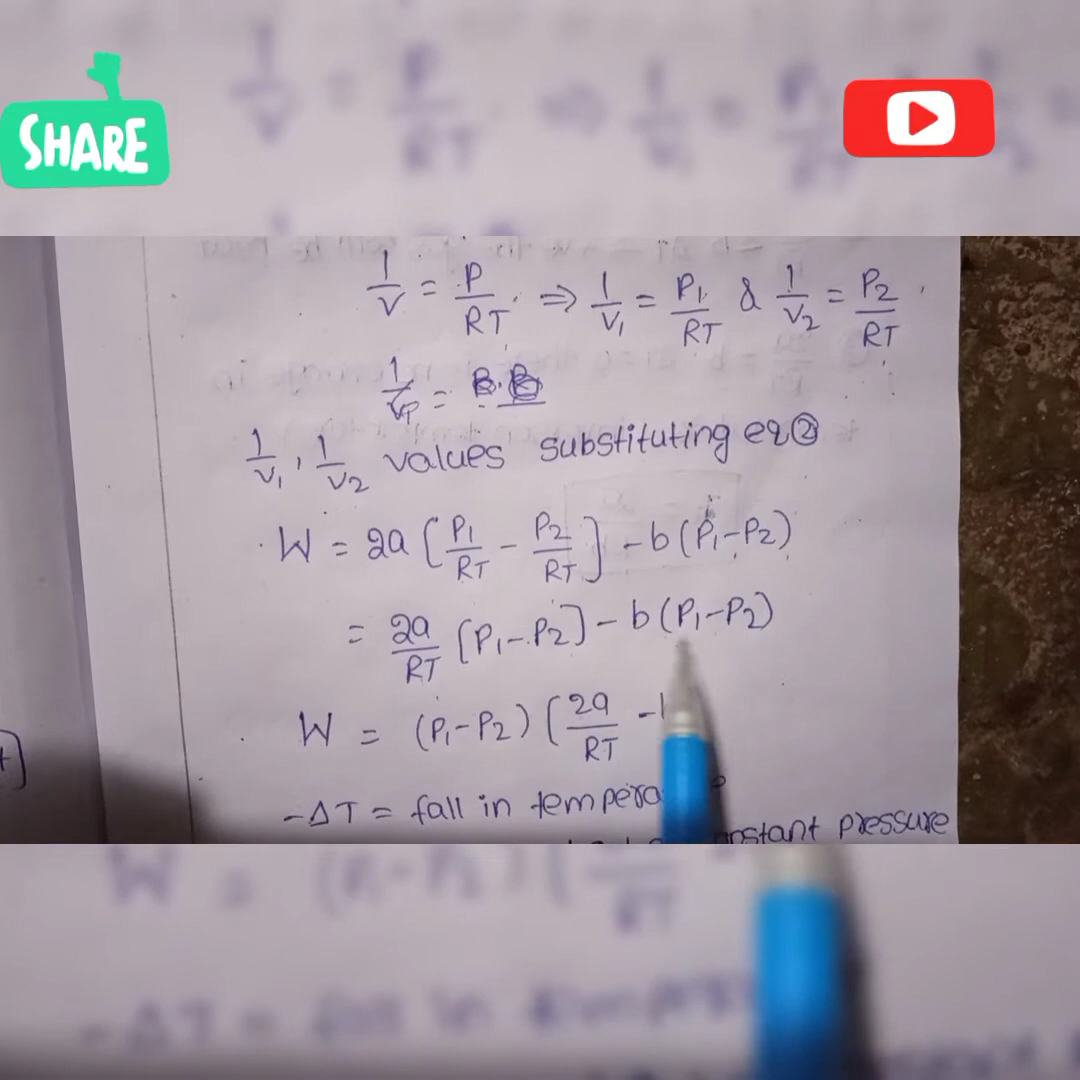 SHARE
1/V = P/RT ⇒ 1/V₁ = P₁/RT & 1/V₂ = P₂/RT
1/V₁, 1/V₂ values substituting eq②
W = 2a [P₁/RT - P₂/RT] - b(P₁-P₂)
= 2a/RT [P₁-P₂] - b(P₁-P₂)
W = (P₁-P₂) [2a/RT -
-ΔT = fall in
constant pressure